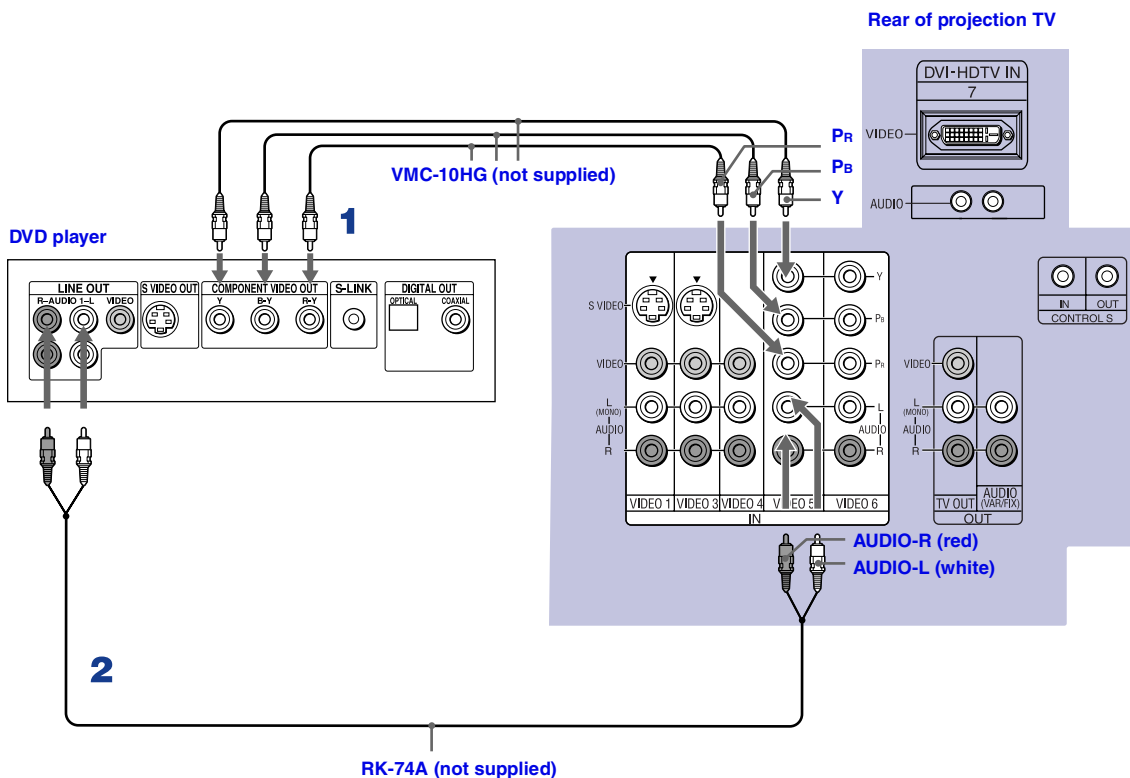 Rear of projection TV
DVI-HDTV IN
7
VIDEO
AUDIO
PR
PB
Y
VMC-10HG (not supplied)
1
DVD player
LINE OUT
R–AUDIO 1–L VIDEO
S VIDEO OUT
COMPONENT VIDEO OUT
Y B-Y R-Y
S-LINK
DIGITAL OUT
OPTICAL COAXIAL
S VIDEO
VIDEO
L
(MONO)
AUDIO
R
Y
PB
PR
L
AUDIO
R
VIDEO 1 VIDEO 3 VIDEO 4 VIDEO 5 VIDEO 6
IN
IN OUT
CONTROL S
VIDEO
L
(MONO)
AUDIO
R
TV OUT
AUDIO
(VAR/FIX)
OUT
AUDIO-R (red)
AUDIO-L (white)
2
RK-74A (not supplied)